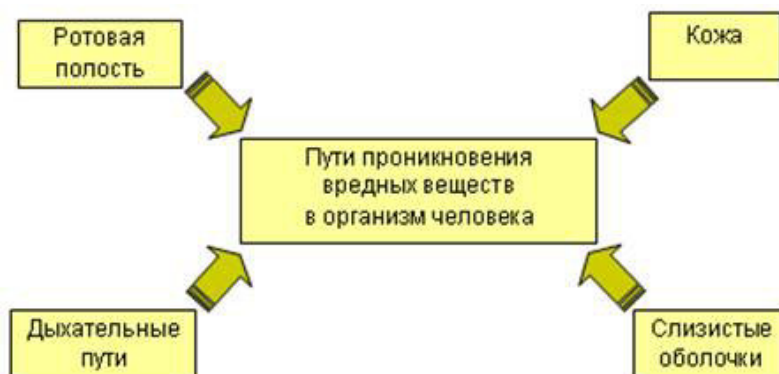 Ротовая
полость
Кожа
Пути проникновения
вредных веществ
в организм человека
Дыхательные
пути
Слизистые
оболочки